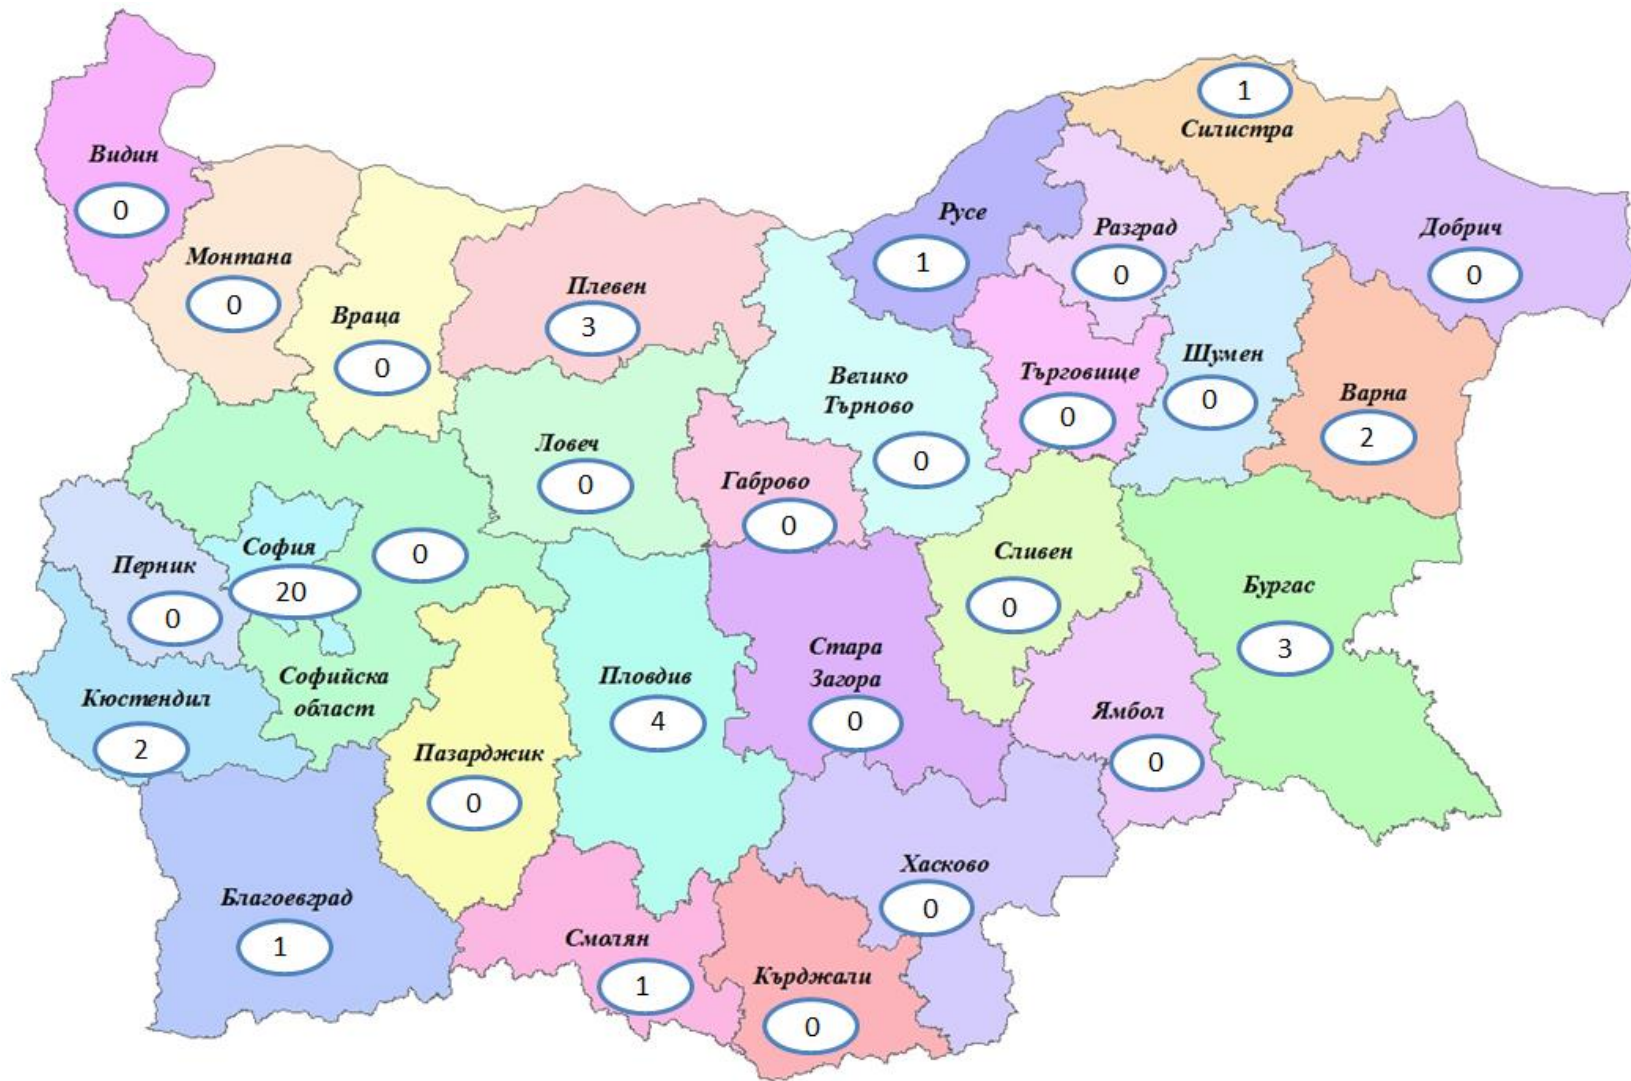 1
Силистра
Видин
0
Русе
1
Разград
0
Добрич
0
Монтана
0
Враца
0
Плевен
3
Велико
Търново
0
Търговище
0
Шумен
0
Варна
2
Ловеч
0
Габрово
0
София
20
0
Перник
0
Сливен
0
Бургас
3
Кюстендил
2
Софийска
област
Пловдив
4
Стара
Загора
0
Ямбол
0
Пазарджик
0
Хасково
0
Благоевград
1
Смолян
1
Кърджали
0